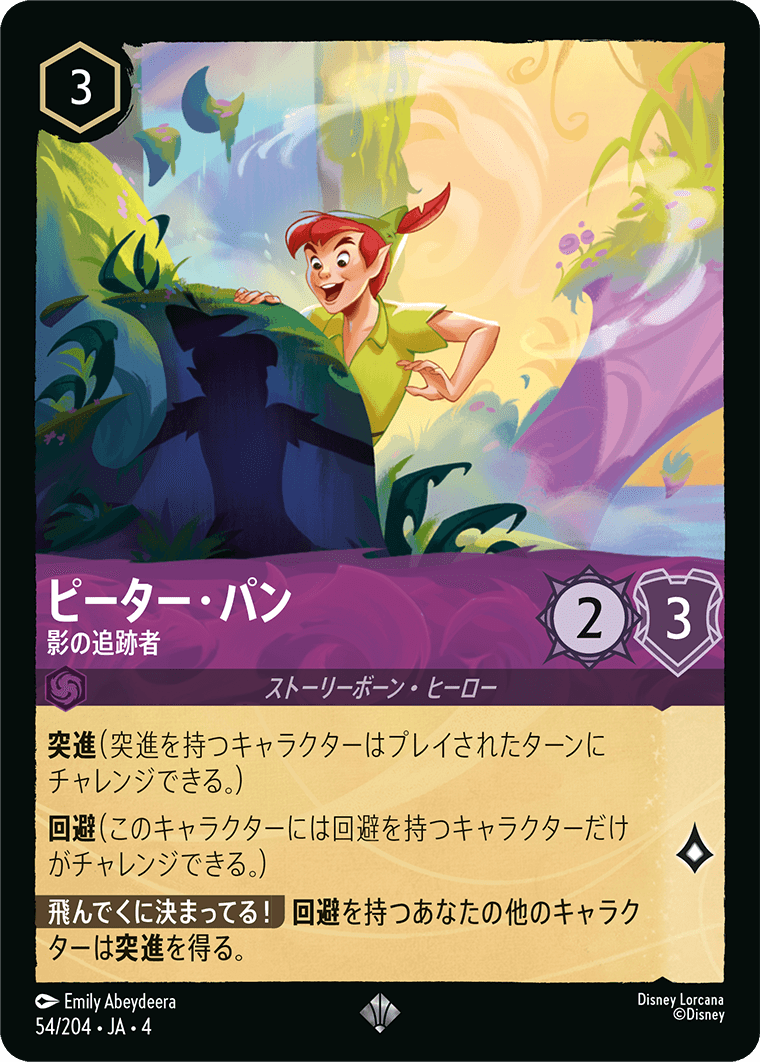 3
ピーター・パン
影の追跡者
2
3
ストーリーボーン・ヒーロー
突進(突進を持つキャラクターはプレイされたターンに
チャレンジできる。)
回避(このキャラクターには回避を持つキャラクターだけ
がチャレンジできる。)
飛んでくに決まってる! 回避を持つあなたの他のキャラク
ターは突進を得る。
Emily Abeydeera
54/204 • JA • 4
Disney Lorcana
©Disney